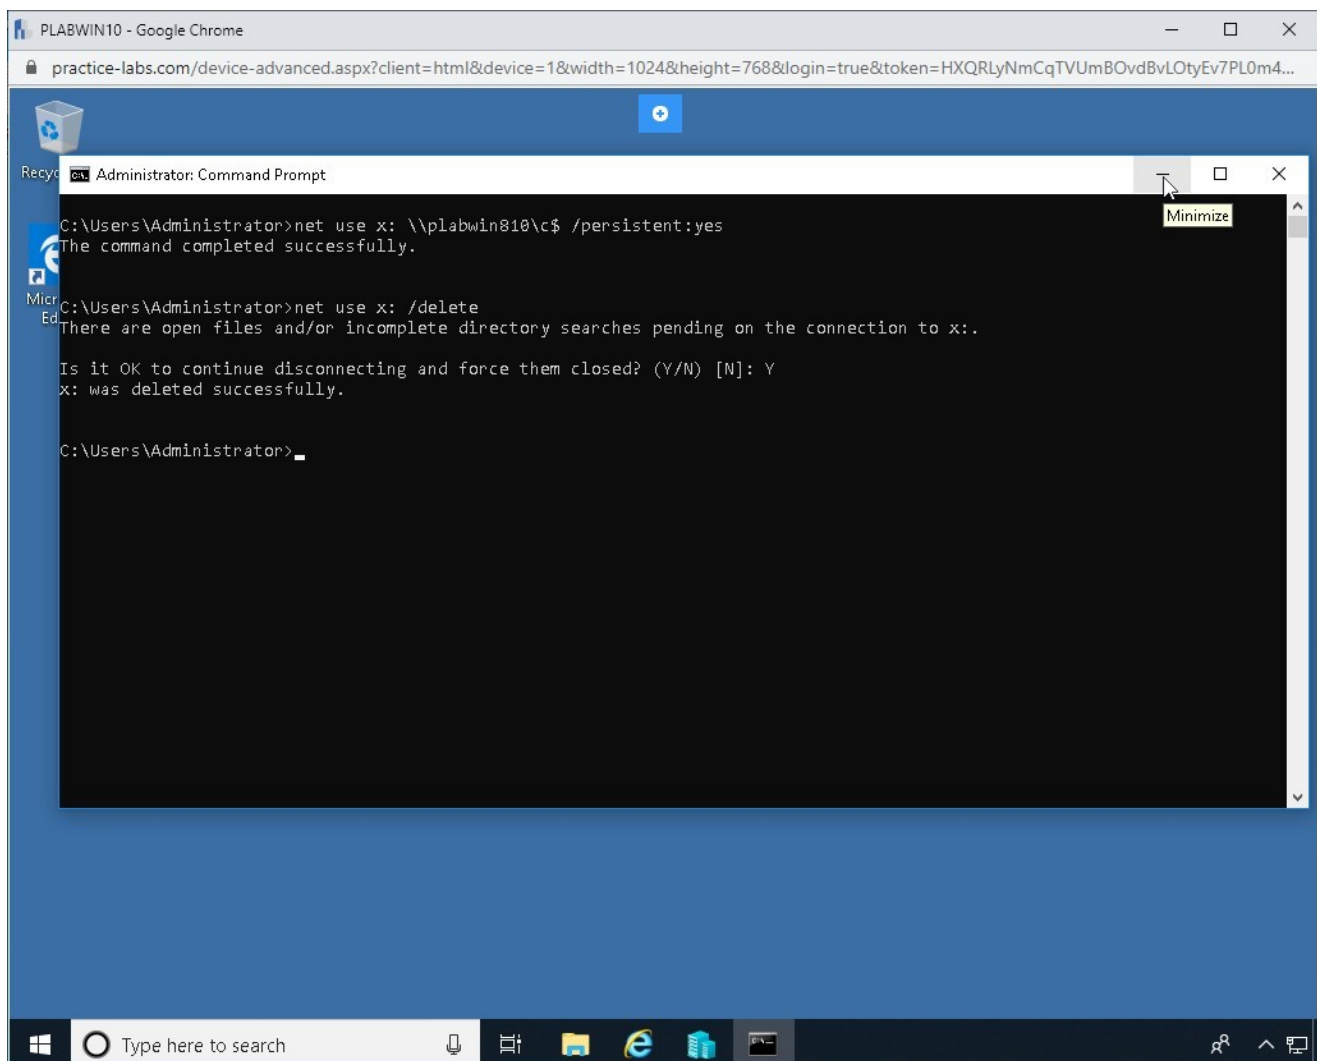 PLABWIN10 - Google Chrome
practice-labs.com/device-advanced.aspx?client=html&device=1&width=1024&height=768&login=true&token=HXQRLyNmCqTVUmBOvdBvLOtyEv7PL0m4...
Recyc
Administrator: Command Prompt
Minimize
C:\Users\Administrator>net use x: \\plabwin810\c$ /persistent:yes
The command completed successfully.
Micr
Ed
C:\Users\Administrator>net use x: /delete
There are open files and/or incomplete directory searches pending on the connection to x:.
Is it OK to continue disconnecting and force them closed? (Y/N) [N]: Y
x: was deleted successfully.
C:\Users\Administrator>
Type here to search